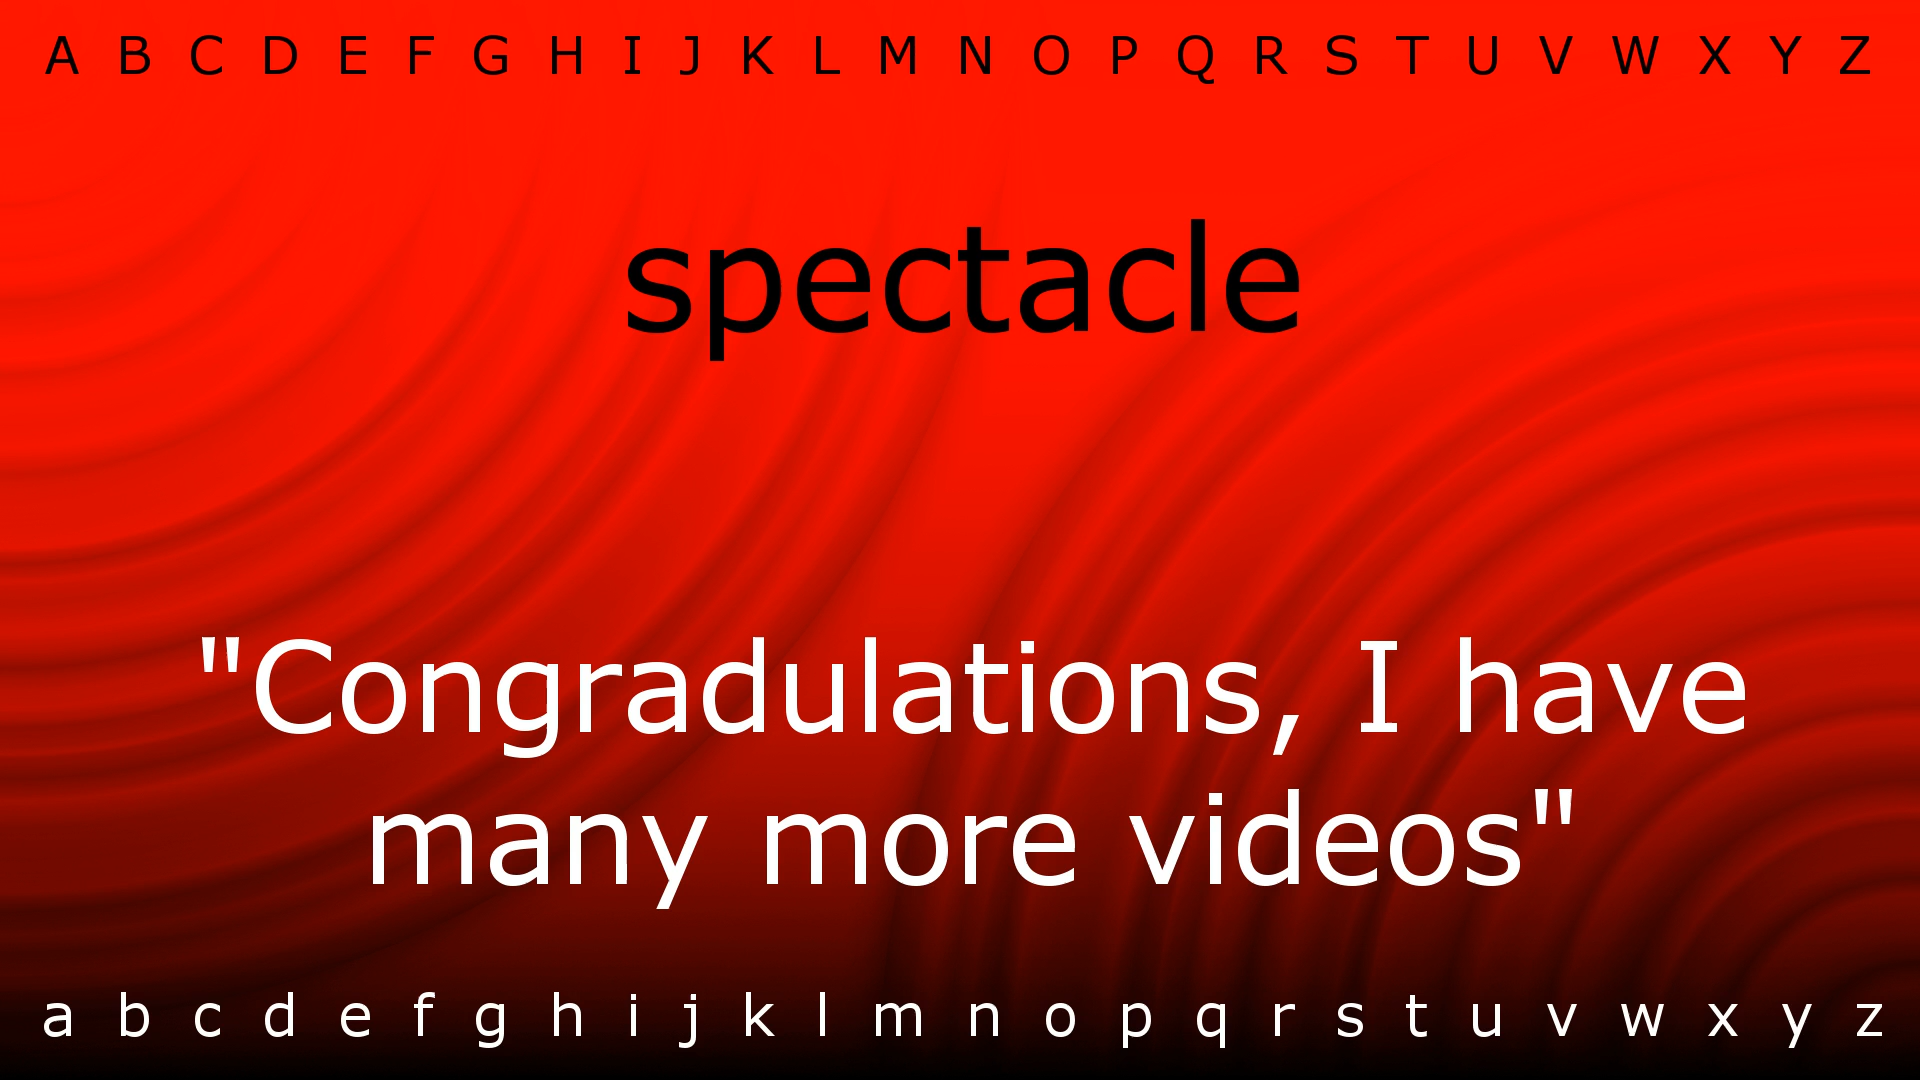 A B C D E F G H I J K L M N O P Q R S T U V W X Y Z
spectacle
"Congradulations, I have
many more videos"
a b c d e f g h i j k l m n o p q r s t u v w x y z